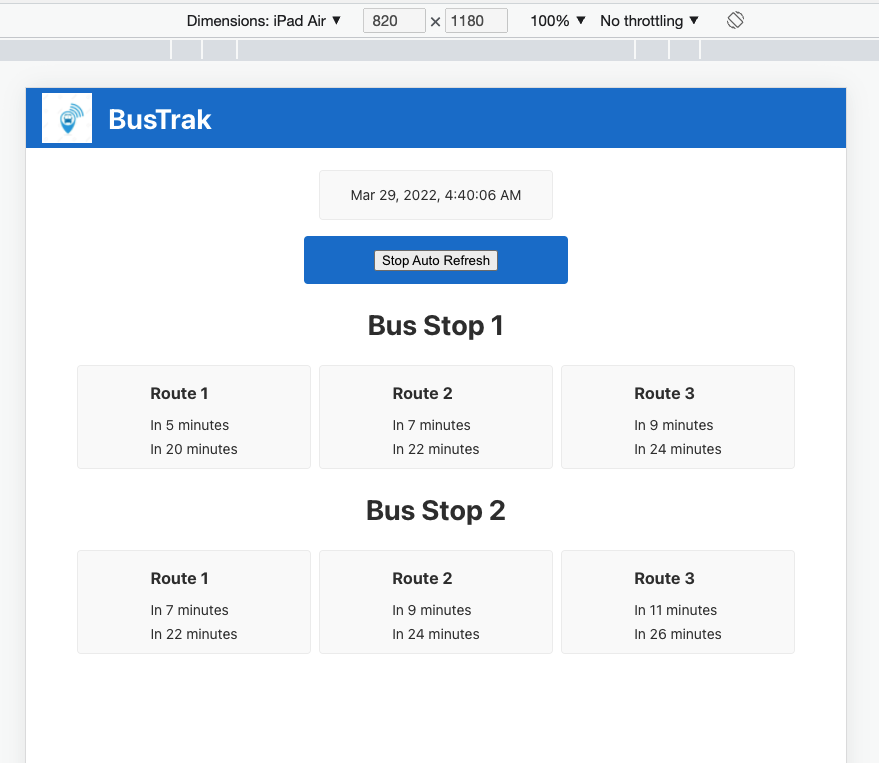 Dimensions: iPad Air ▼ 820 × 1180 100% ▼ No throttling ▼
BusTrak
Mar 29, 2022, 4:40:06 AM
Stop Auto Refresh
Bus Stop 1
Route 1
In 5 minutes
In 20 minutes
Route 2
In 7 minutes
In 22 minutes
Route 3
In 9 minutes
In 24 minutes
Bus Stop 2
Route 1
In 7 minutes
In 22 minutes
Route 2
In 9 minutes
In 24 minutes
Route 3
In 11 minutes
In 26 minutes